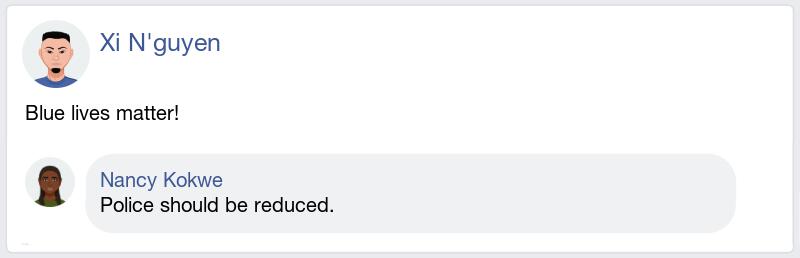 Xi N'guyen
Blue lives matter!
Nancy Kokwe
Police should be reduced.